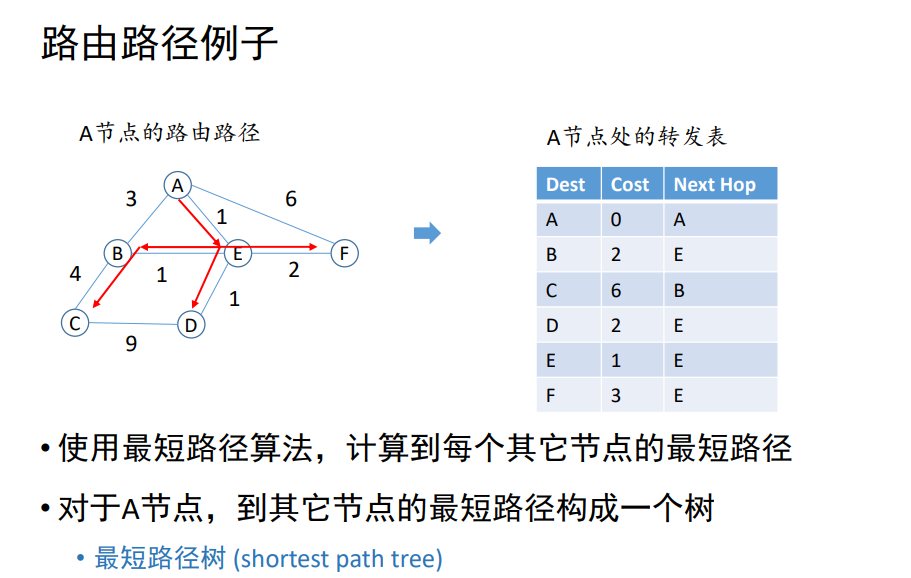 路由路径例子
A节点的路由路径
A节点处的转发表
A
3
1
6
B
E
F
4
1
2
1
C
D
9
Dest Cost Next Hop
A 0 A
B 2 E
C 6 B
D 2 E
E 1 E
F 3 E
• 使用最短路径算法，计算到每个其它节点的最短路径
• 对于A节点，到其它节点的最短路径构成一个树
• 最短路径树 (shortest path tree)